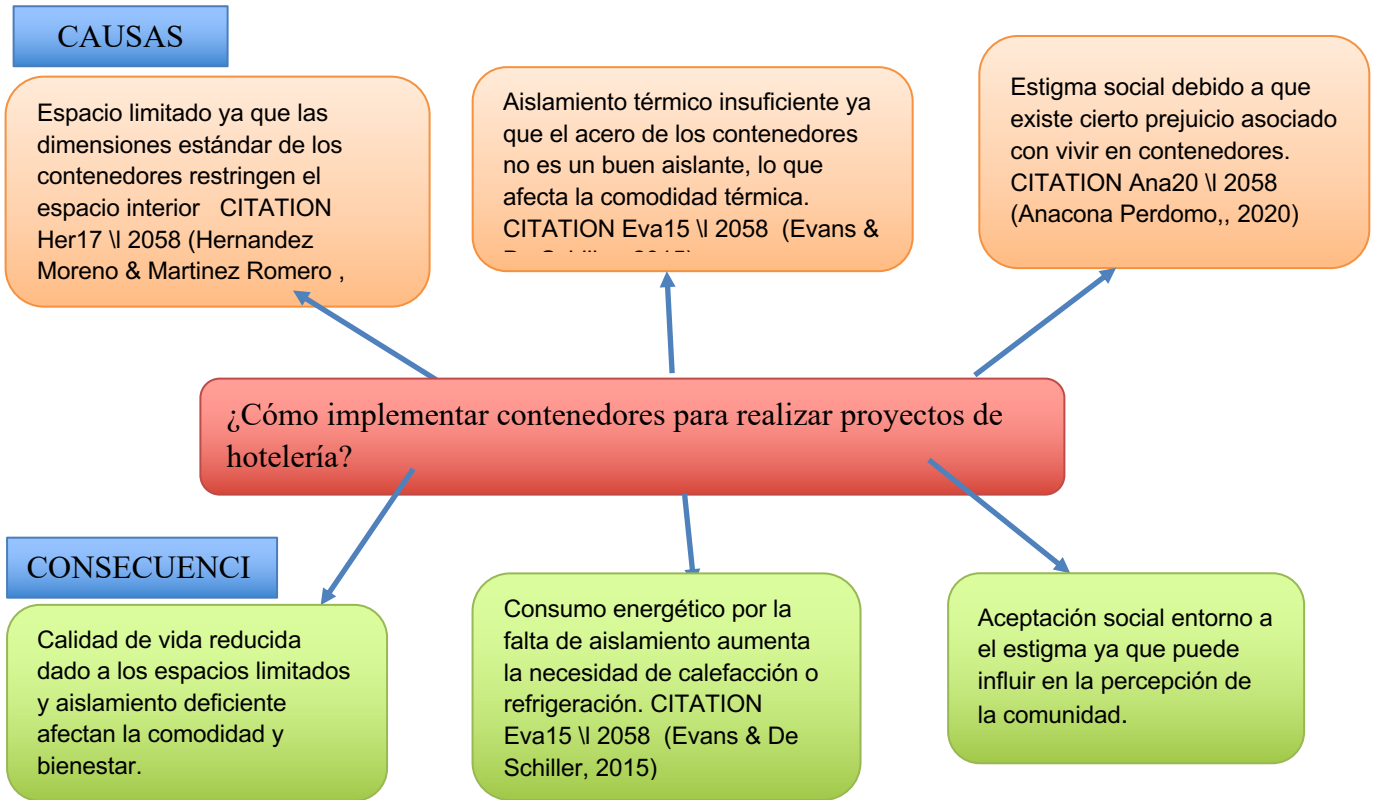 CAUSAS
Espacio limitado ya que las
dimensiones estándar de los
contenedores restringen el
espacio interior CITATION
Her17 \l 2058 (Hernandez
Moreno & Martinez Romero ,
Aislamiento térmico insuficiente ya
que el acero de los contenedores
no es un buen aislante, lo que
afecta la comodidad térmica.
CITATION Eva15 \l 2058 (Evans &
Estigma social debido a que
existe cierto prejuicio asociado
con vivir en contenedores.
CITATION Ana20 \l 2058
(Anacona Perdomo,, 2020)
¿Cómo implementar contenedores para realizar proyectos de
hotelería?
CONSECUENCI
Calidad de vida reducida
dado a los espacios limitados
y aislamiento deficiente
afectan la comodidad y
bienestar.
Consumo energético por la
falta de aislamiento aumenta
la necesidad de calefacción o
refrigeración. CITATION
Eva15 \l 2058 (Evans & De
Schiller, 2015)
Aceptación social entorno a
el estigma ya que puede
influir en la percepción de
la comunidad.